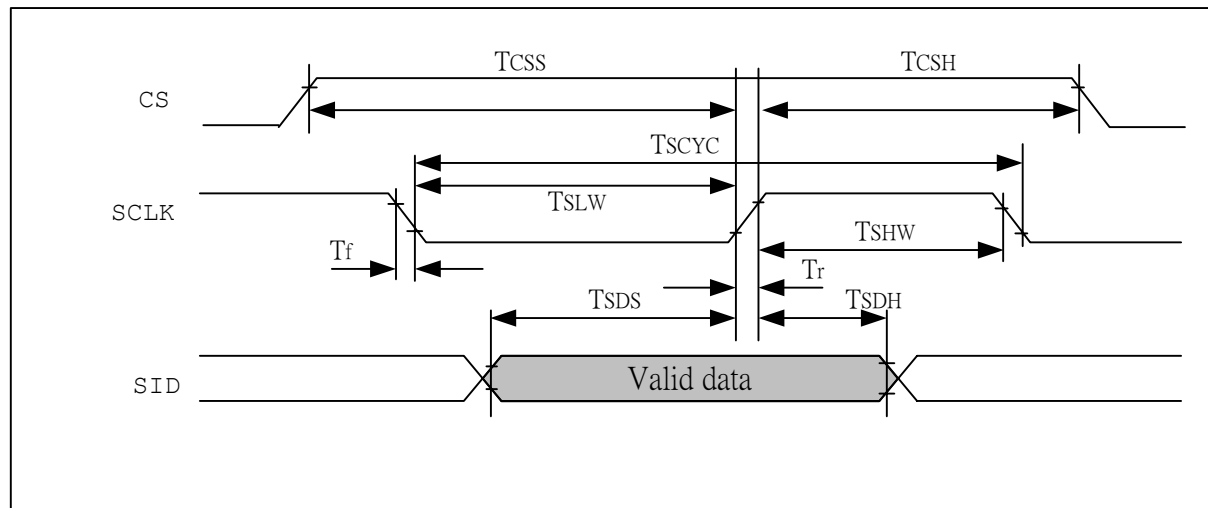 TCSS
TCSH
CS
TSCYC
SCLK
TSLW
TSHW
Tf
Tr
TSDS
TSDH
SID
Valid data